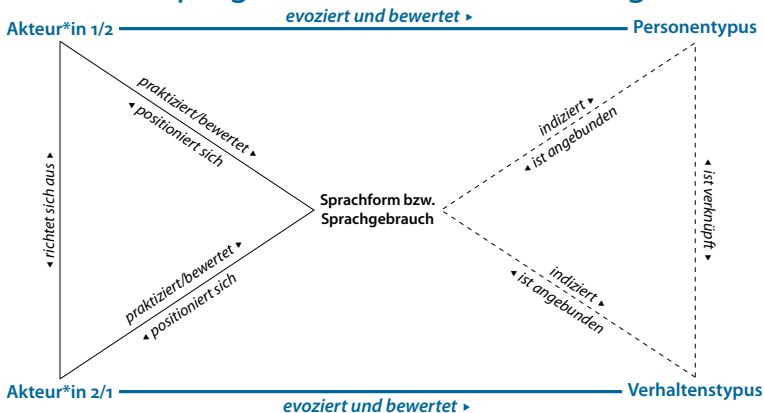 evoziert und bewertet ▸
Akteur*in 1/2
Personentypus
praktiziert/bewertet ▸
◂ positioniert sich
indiziert ▸
◂ ist angebunden
◂ richtet sich aus ▸
Sprachform bzw.
Sprachgebrauch
◂ ist verknüpft ▸
praktiziert/bewertet ▸
◂ positioniert sich
indiziert ▸
◂ ist angebunden
Akteur*in 2/1
Verhaltenstypus
evoziert und bewertet ▸